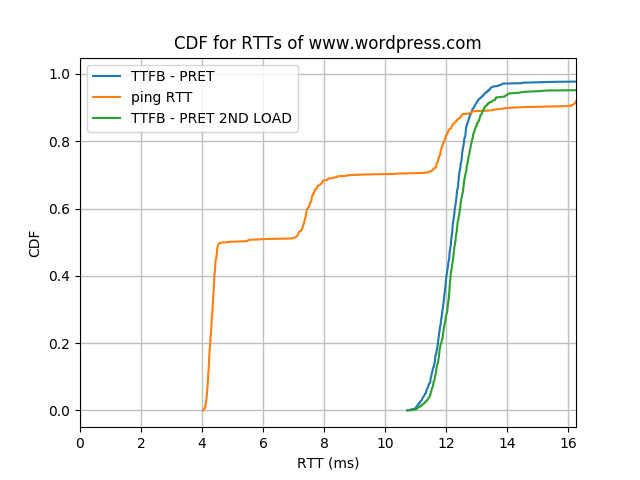 CDF for RTTs of www.wordpress.com
TTFB - PRET
ping RTT
TTFB - PRET 2ND LOAD
CDF
1.0
0.8
0.6
0.4
0.2
0.0
0 2 4 6 8 10 12 14 16
RTT (ms)